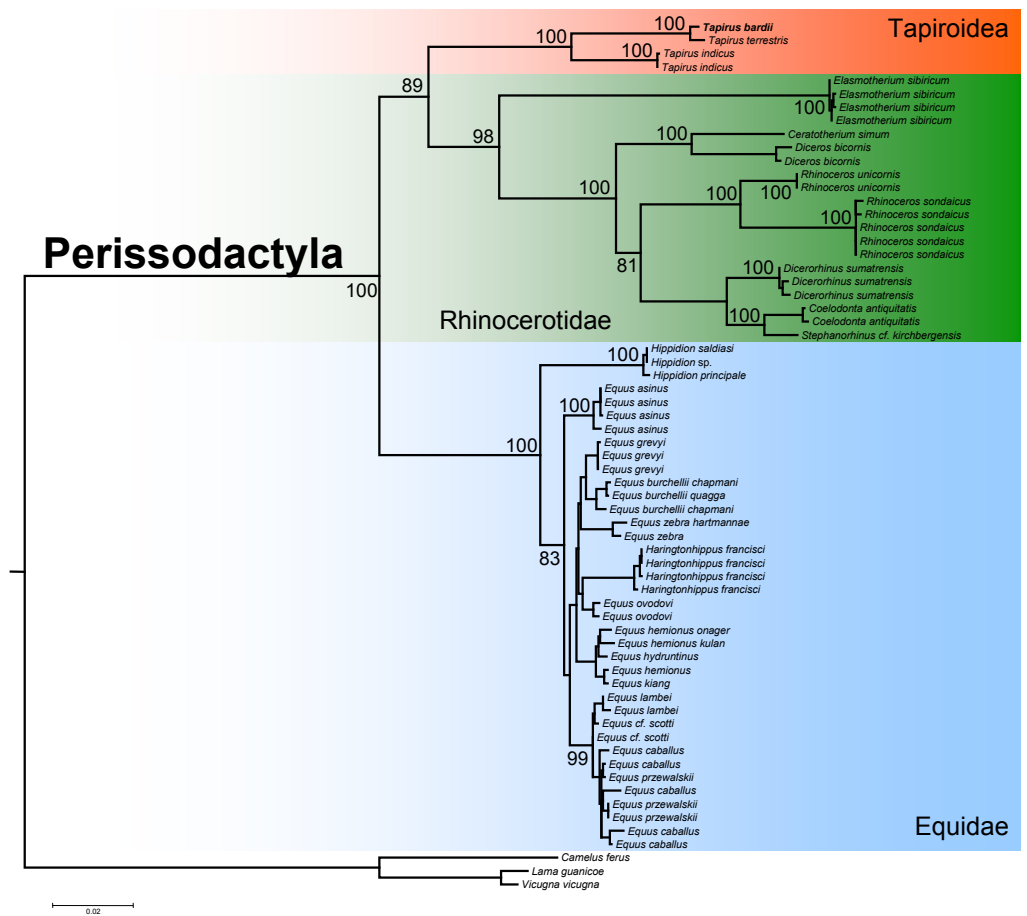 Tapiroidea
100
Tapirus bardii
100
Tapirus terrestris
100
Tapirus indicus
Tapirus indicus
89
Elasmotherium sibiricum
Elasmotherium sibiricum
100
Elasmotherium sibiricum
Elasmotherium sibiricum
98
100
Ceratotherium simum
Diceros bicornis
Diceros bicornis
100
Rhinoceros unicornis
100
100
Rhinoceros unicornis
Rhinoceros sondaicus
Rhinoceros sondaicus
100
Rhinoceros sondaicus
Rhinoceros sondaicus
Rhinoceros sondaicus
Perissodactyla
81
100
Dicerorhinus sumatrensis
Dicerorhinus sumatrensis
Dicerorhinus sumatrensis
100
Rhinocerotidae
100
Coelodonta antiquitatis
Coelodonta antiquitatis
Stephanorhinus cf. kirchbergensis
100
Hippidion saldiasi
Hippidion sp.
Hippidion principale
Equus asinus
Equus asinus
100
Equus asinus
Equus asinus
100
Equus grevyi
Equus grevyi
Equus grevyi
Equus burchellii chapmani
Equus burchellii quagga
Equus burchellii chapmani
Equus zebra hartmannae
Equus zebra
83
Haringtonhippus francisci
Haringtonhippus francisci
Haringtonhippus francisci
Haringtonhippus francisci
Equus ovodovi
Equus ovodovi
Equus hemionus onager
Equus hemionus kulan
Equus hydruntinus
Equus hemionus
Equus kiang
Equus lambei
Equus lambei
Equus cf. scotti
Equus cf. scotti
99
Equus caballus
Equus caballus
Equus przewalskii
Equus caballus
Equus przewalskii
Equus przewalskii
Equus caballus
Equus caballus
Equidae
Camelus ferus
Lama guanicoe
Vicugna vicugna
0.02